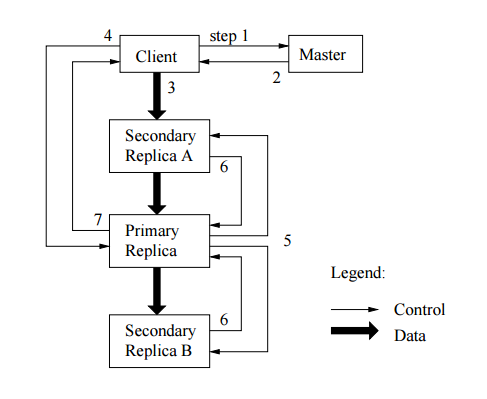 4
step 1
Client
Master
2
3
Secondary
Replica A
6
7
Primary
Replica
5
Legend:
6
Control
Secondary
Replica B
Data